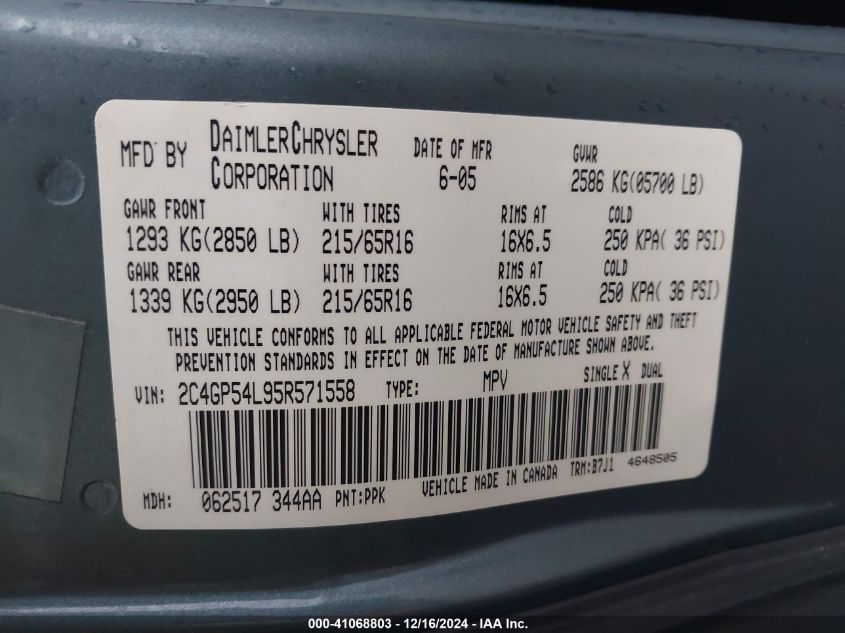 MFD BY DAIMLERCHRYSLER CORPORATION DATE OF MFR 6-05 GVWR 2586 KG(05700 LB)
GAWR FRONT WITH TIRES RIMS AT COLD
1293 KG(2850 LB) 215/65R16 16X6.5 250 KPA( 36 PSI)
GAWR REAR WITH TIRES RIMS AT COLD
1339 KG(2950 LB) 215/65R16 16X6.5 250 KPA( 36 PSI)
THIS VEHICLE CONFORMS TO ALL APPLICABLE FEDERAL MOTOR VEHICLE SAFETY AND THEFT
PREVENTION STANDARDS IN EFFECT ON THE DATE OF MANUFACTURE SHOWN ABOVE.
VIN: 2C4GP54L95R571558 TYPE: MPV SINGLE X DUAL
MDH: 062517 344AA PNT:PPK VEHICLE MADE IN CANADA TRM:B7J1 4648505
000-41068803 - 12/16/2024 - IAA Inc.